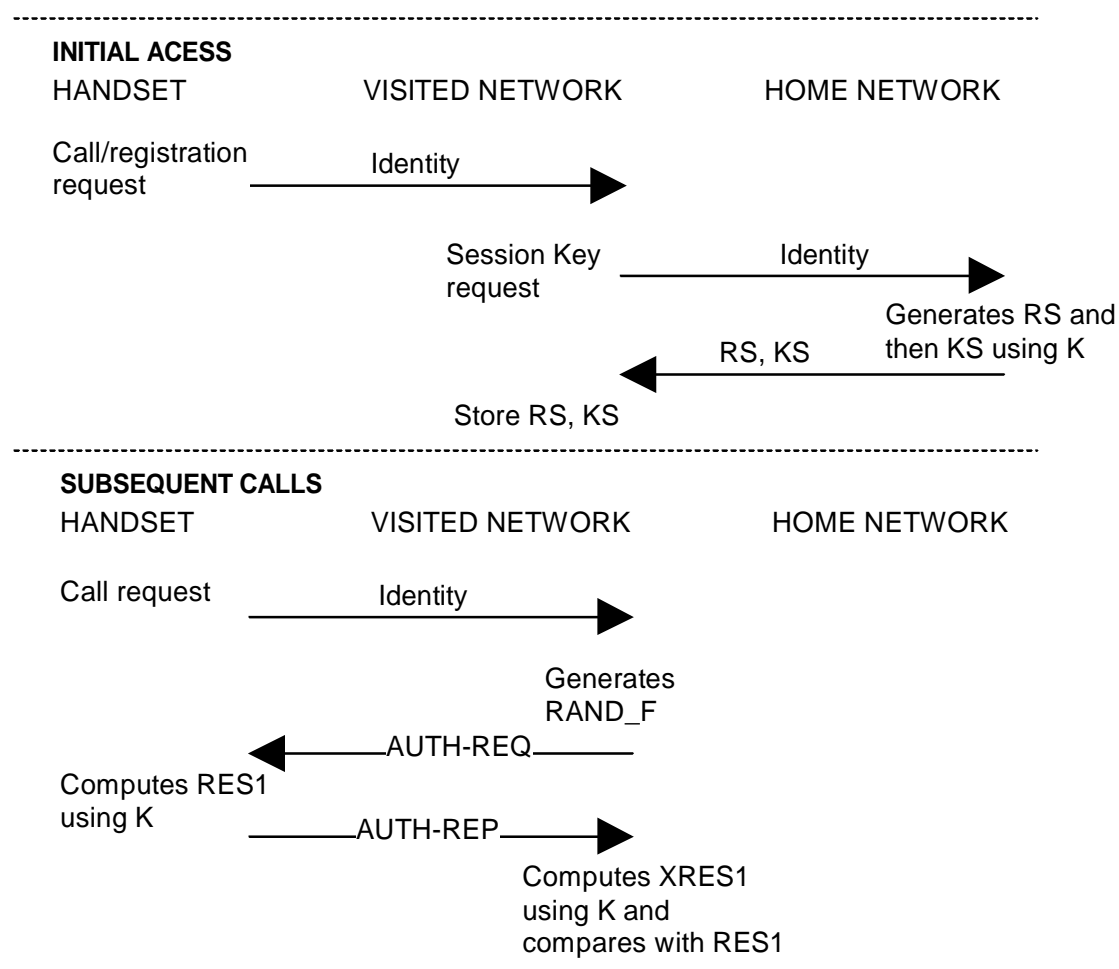 INITIAL ACESS
HANDSET VISITED NETWORK HOME NETWORK
Call/registration
request
Identity
Session Key
request
Identity
Generates RS and
then KS using K
RS, KS
Store RS, KS
SUBSEQUENT CALLS
HANDSET VISITED NETWORK HOME NETWORK
Call request
Identity
Generates
RAND_F
AUTH-REQ
Computes RES1
using K
AUTH-REP
Computes XRES1
using K and
compares with RES1